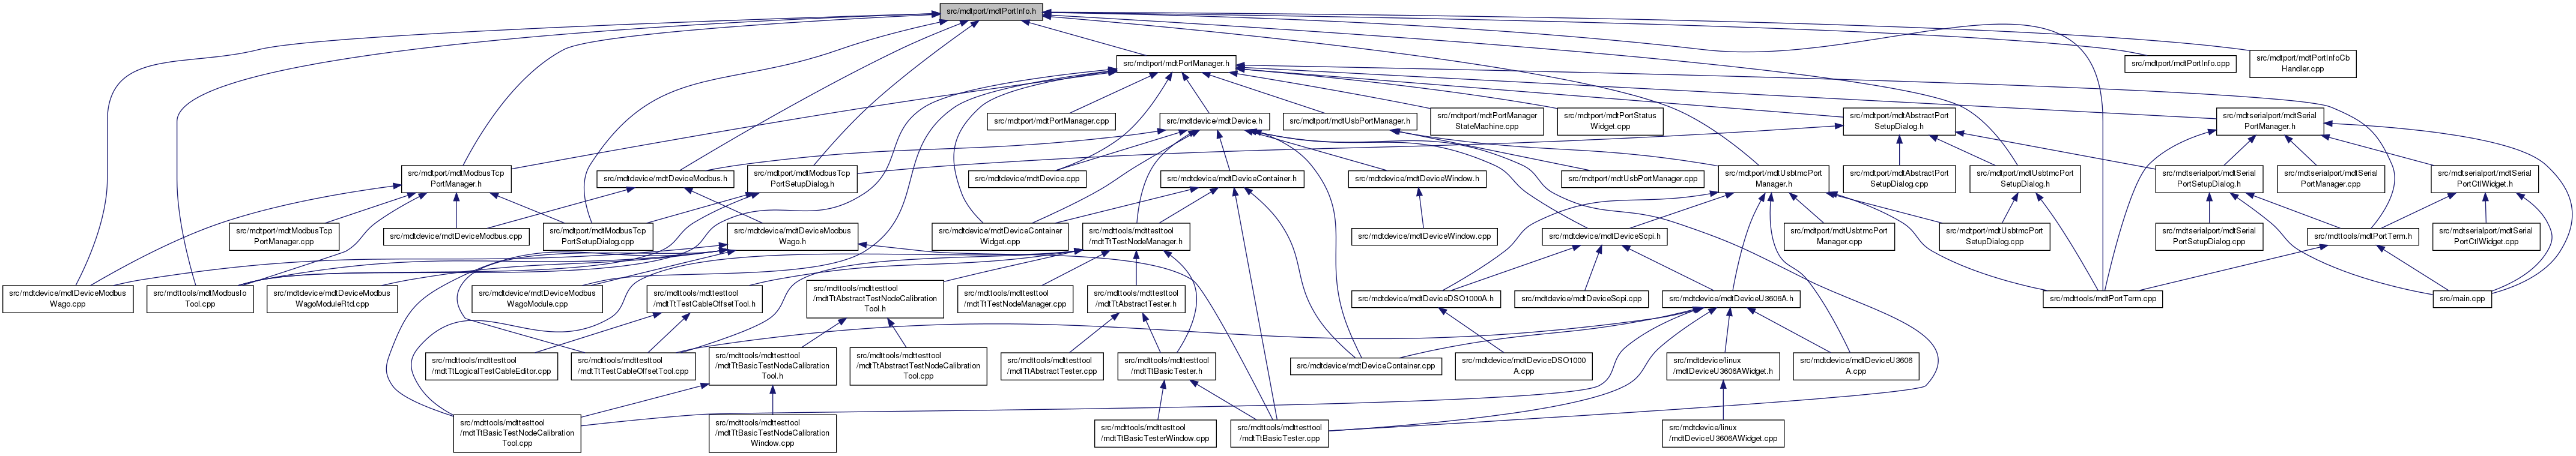 src/mdtport/mdtPortInfo.h
src/mdtport/mdtPortManager.h
src/mdtport/mdtPortInfo.cpp
src/mdtport/mdtPortInfoCb
Handler.cpp
src/mdtport/mdtPortManager.cpp
src/mdtdevice/mdtDevice.h
src/mdtport/mdtUsbPortManager.h
src/mdtport/mdtPortManager
StateMachine.cpp
src/mdtport/mdtPortStatus
Widget.cpp
src/mdtport/mdtAbstractPort
SetupDialog.h
src/mdtserialport/mdtSerial
PortManager.h
src/mdtport/mdtModbusTcp
PortManager.h
src/mdtdevice/mdtDeviceModbus.h
src/mdtport/mdtModbusTcp
PortSetupDialog.h
src/mdtdevice/mdtDevice.cpp
src/mdtdevice/mdtDeviceContainer.h
src/mdtdevice/mdtDeviceWindow.h
src/mdtport/mdtUsbPortManager.cpp
src/mdtport/mdtUsbtmcPort
Manager.h
src/mdtport/mdtAbstractPort
SetupDialog.cpp
src/mdtport/mdtUsbtmcPort
SetupDialog.h
src/mdtserialport/mdtSerial
PortSetupDialog.h
src/mdtserialport/mdtSerial
PortManager.cpp
src/mdtserialport/mdtSerial
PortCtlWidget.h
src/mdtport/mdtModbusTcp
PortManager.cpp
src/mdtdevice/mdtDeviceModbus.cpp
src/mdtport/mdtModbusTcp
PortSetupDialog.cpp
src/mdtdevice/mdtDeviceModbus
Wago.h
src/mdtdevice/mdtDeviceContainer
Widget.cpp
src/mdttools/mdttesttool
/mdtTtTestNodeManager.h
src/mdtdevice/mdtDeviceWindow.cpp
src/mdtdevice/mdtDeviceScpi.h
src/mdtport/mdtUsbtmcPort
Manager.cpp
src/mdtport/mdtUsbtmcPort
SetupDialog.cpp
src/mdtserialport/mdtSerial
PortSetupDialog.cpp
src/mdttools/mdtPortTerm.h
src/mdtserialport/mdtSerial
PortCtlWidget.cpp
src/mdtdevice/mdtDeviceModbus
Wago.cpp
src/mdttools/mdtModbusIo
Tool.cpp
src/mdtdevice/mdtDeviceModbus
WagoModuleRtd.cpp
src/mdtdevice/mdtDeviceModbus
WagoModule.cpp
src/mdttools/mdttesttool
/mdtTtTestCableOffsetTool.h
src/mdttools/mdttesttool
/mdtTtAbstractTestNodeCalibration
Tool.h
src/mdttools/mdttesttool
/mdtTtTestNodeManager.cpp
src/mdttools/mdttesttool
/mdtTtAbstractTester.h
src/mdtdevice/mdtDeviceDSO1000A.h
src/mdtdevice/mdtDeviceScpi.cpp
src/mdtdevice/mdtDeviceU3606A.h
src/mdttools/mdtPortTerm.cpp
src/main.cpp
src/mdttools/mdttesttool
/mdtTtLogicalTestCableEditor.cpp
src/mdttools/mdttesttool
/mdtTtTestCableOffsetTool.cpp
src/mdttools/mdttesttool
/mdtTtBasicTestNodeCalibration
Tool.h
src/mdttools/mdttesttool
/mdtTtAbstractTestNodeCalibration
Tool.cpp
src/mdttools/mdttesttool
/mdtTtAbstractTester.cpp
src/mdttools/mdttesttool
/mdtTtBasicTester.h
src/mdtdevice/mdtDeviceContainer.cpp
src/mdtdevice/mdtDeviceDSO1000
A.cpp
src/mdtdevice/linux
/mdtDeviceU3606AWidget.h
src/mdtdevice/mdtDeviceU3606
A.cpp
src/mdttools/mdttesttool
/mdtTtBasicTestNodeCalibration
Tool.cpp
src/mdttools/mdttesttool
/mdtTtBasicTestNodeCalibration
Window.cpp
src/mdttools/mdttesttool
/mdtTtBasicTesterWindow.cpp
src/mdttools/mdttesttool
/mdtTtBasicTester.cpp
src/mdtdevice/linux
/mdtDeviceU3606AWidget.cpp